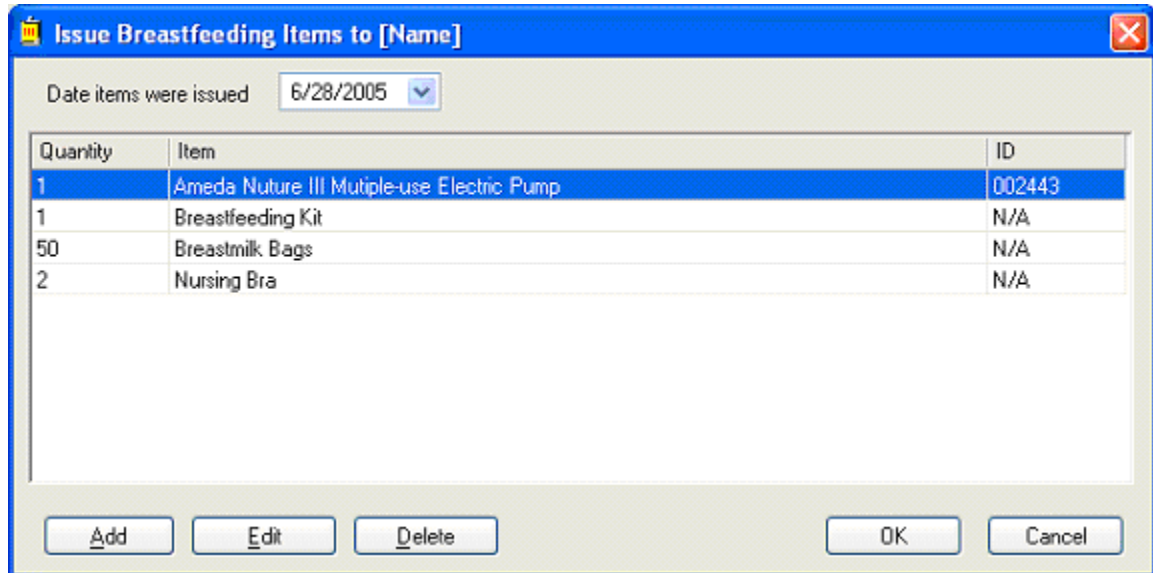 Issue Breastfeeding Items to [Name]
Date items were issued 6/28/2005
Quantity Item ID
1 Ameda Nuture III Mutiple-use Electric Pump 002443
1 Breastfeeding Kit N/A
50 Breastmilk Bags N/A
2 Nursing Bra N/A
Add Edit Delete OK Cancel